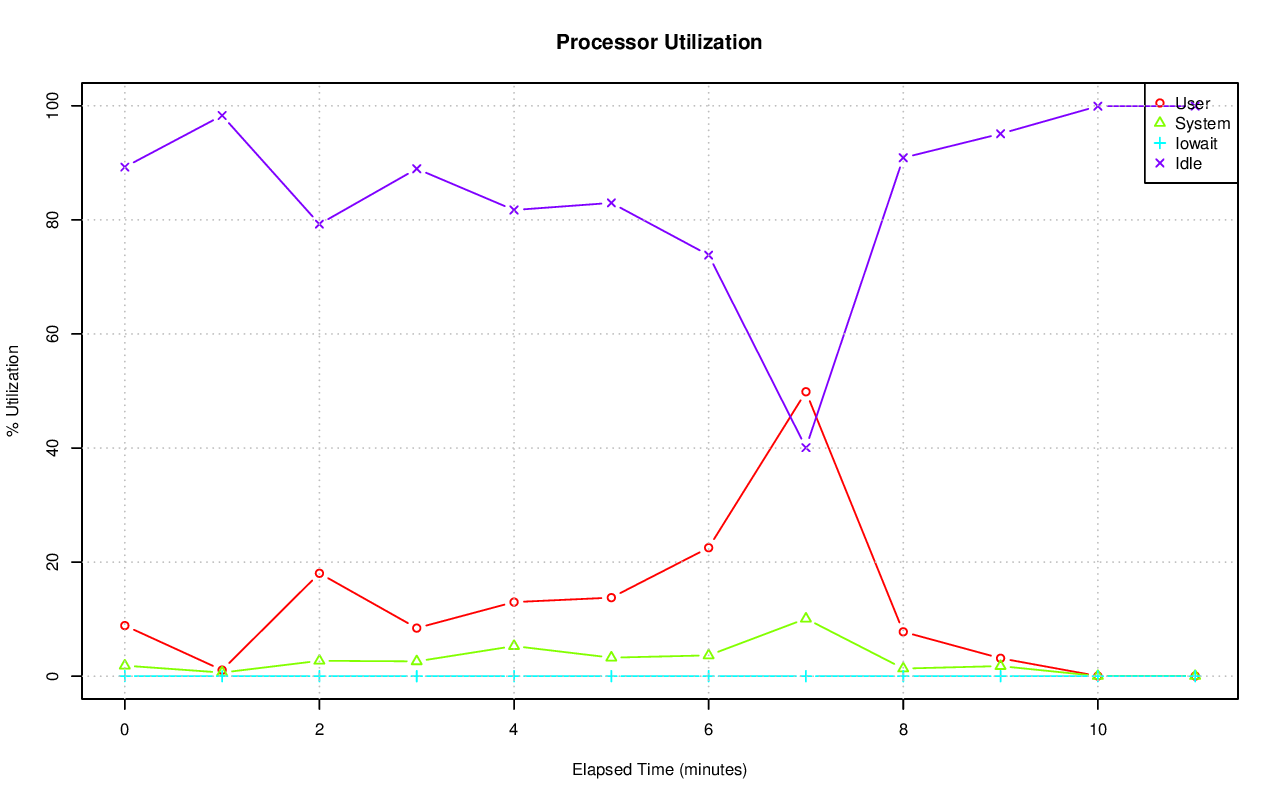 Processor Utilization
% Utilization
100
80
60
40
20
0
User
System
Iowait
Idle
0 2 4 6 8 10
Elapsed Time (minutes)